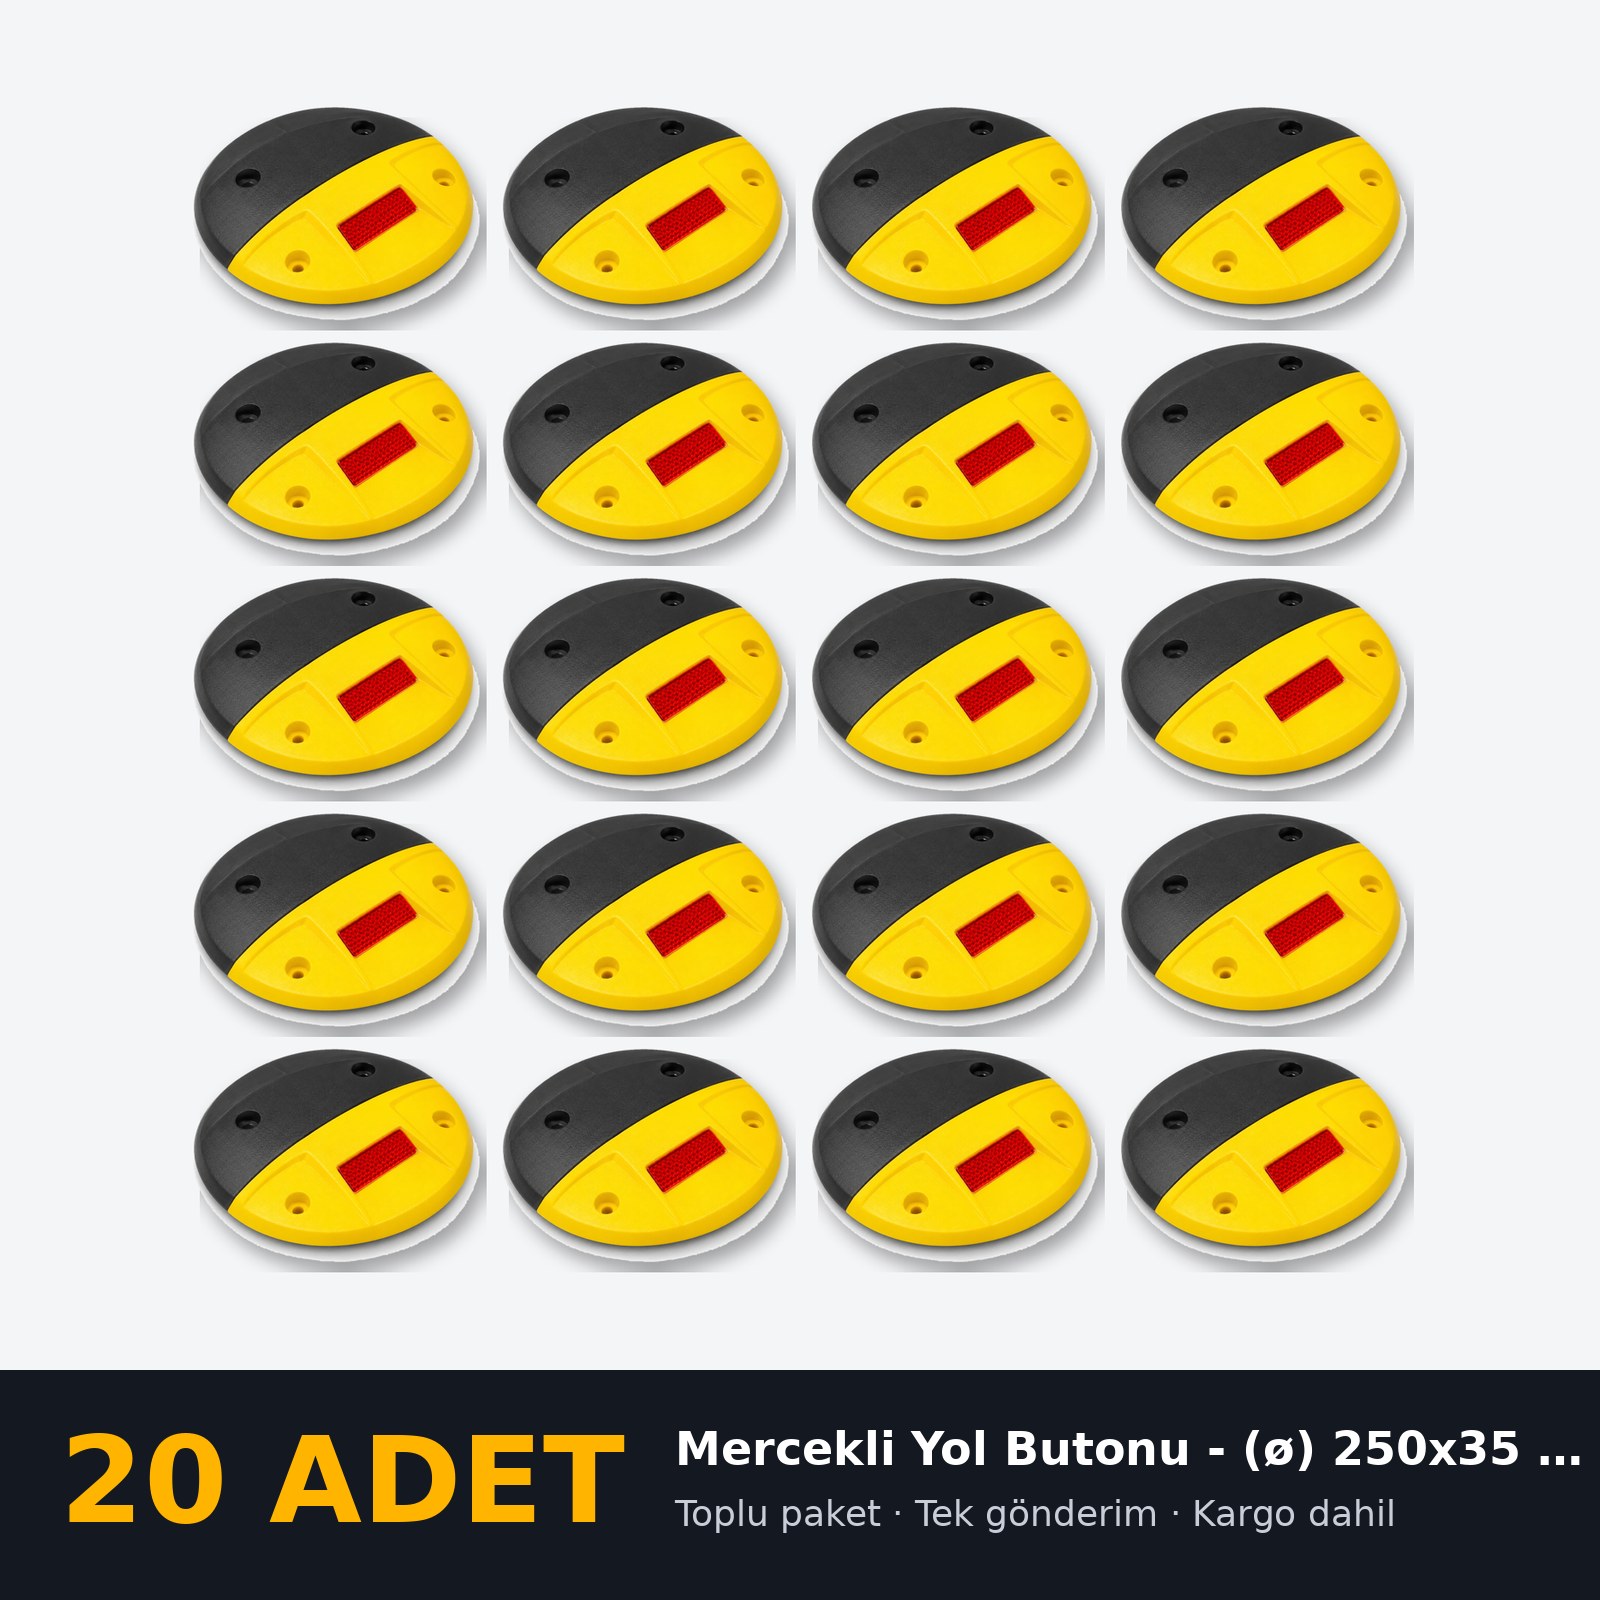 20 ADET
Mercekli Yol Butonu - (ø) 250x35 ...
Toplu paket · Tek gönderim · Kargo dahil